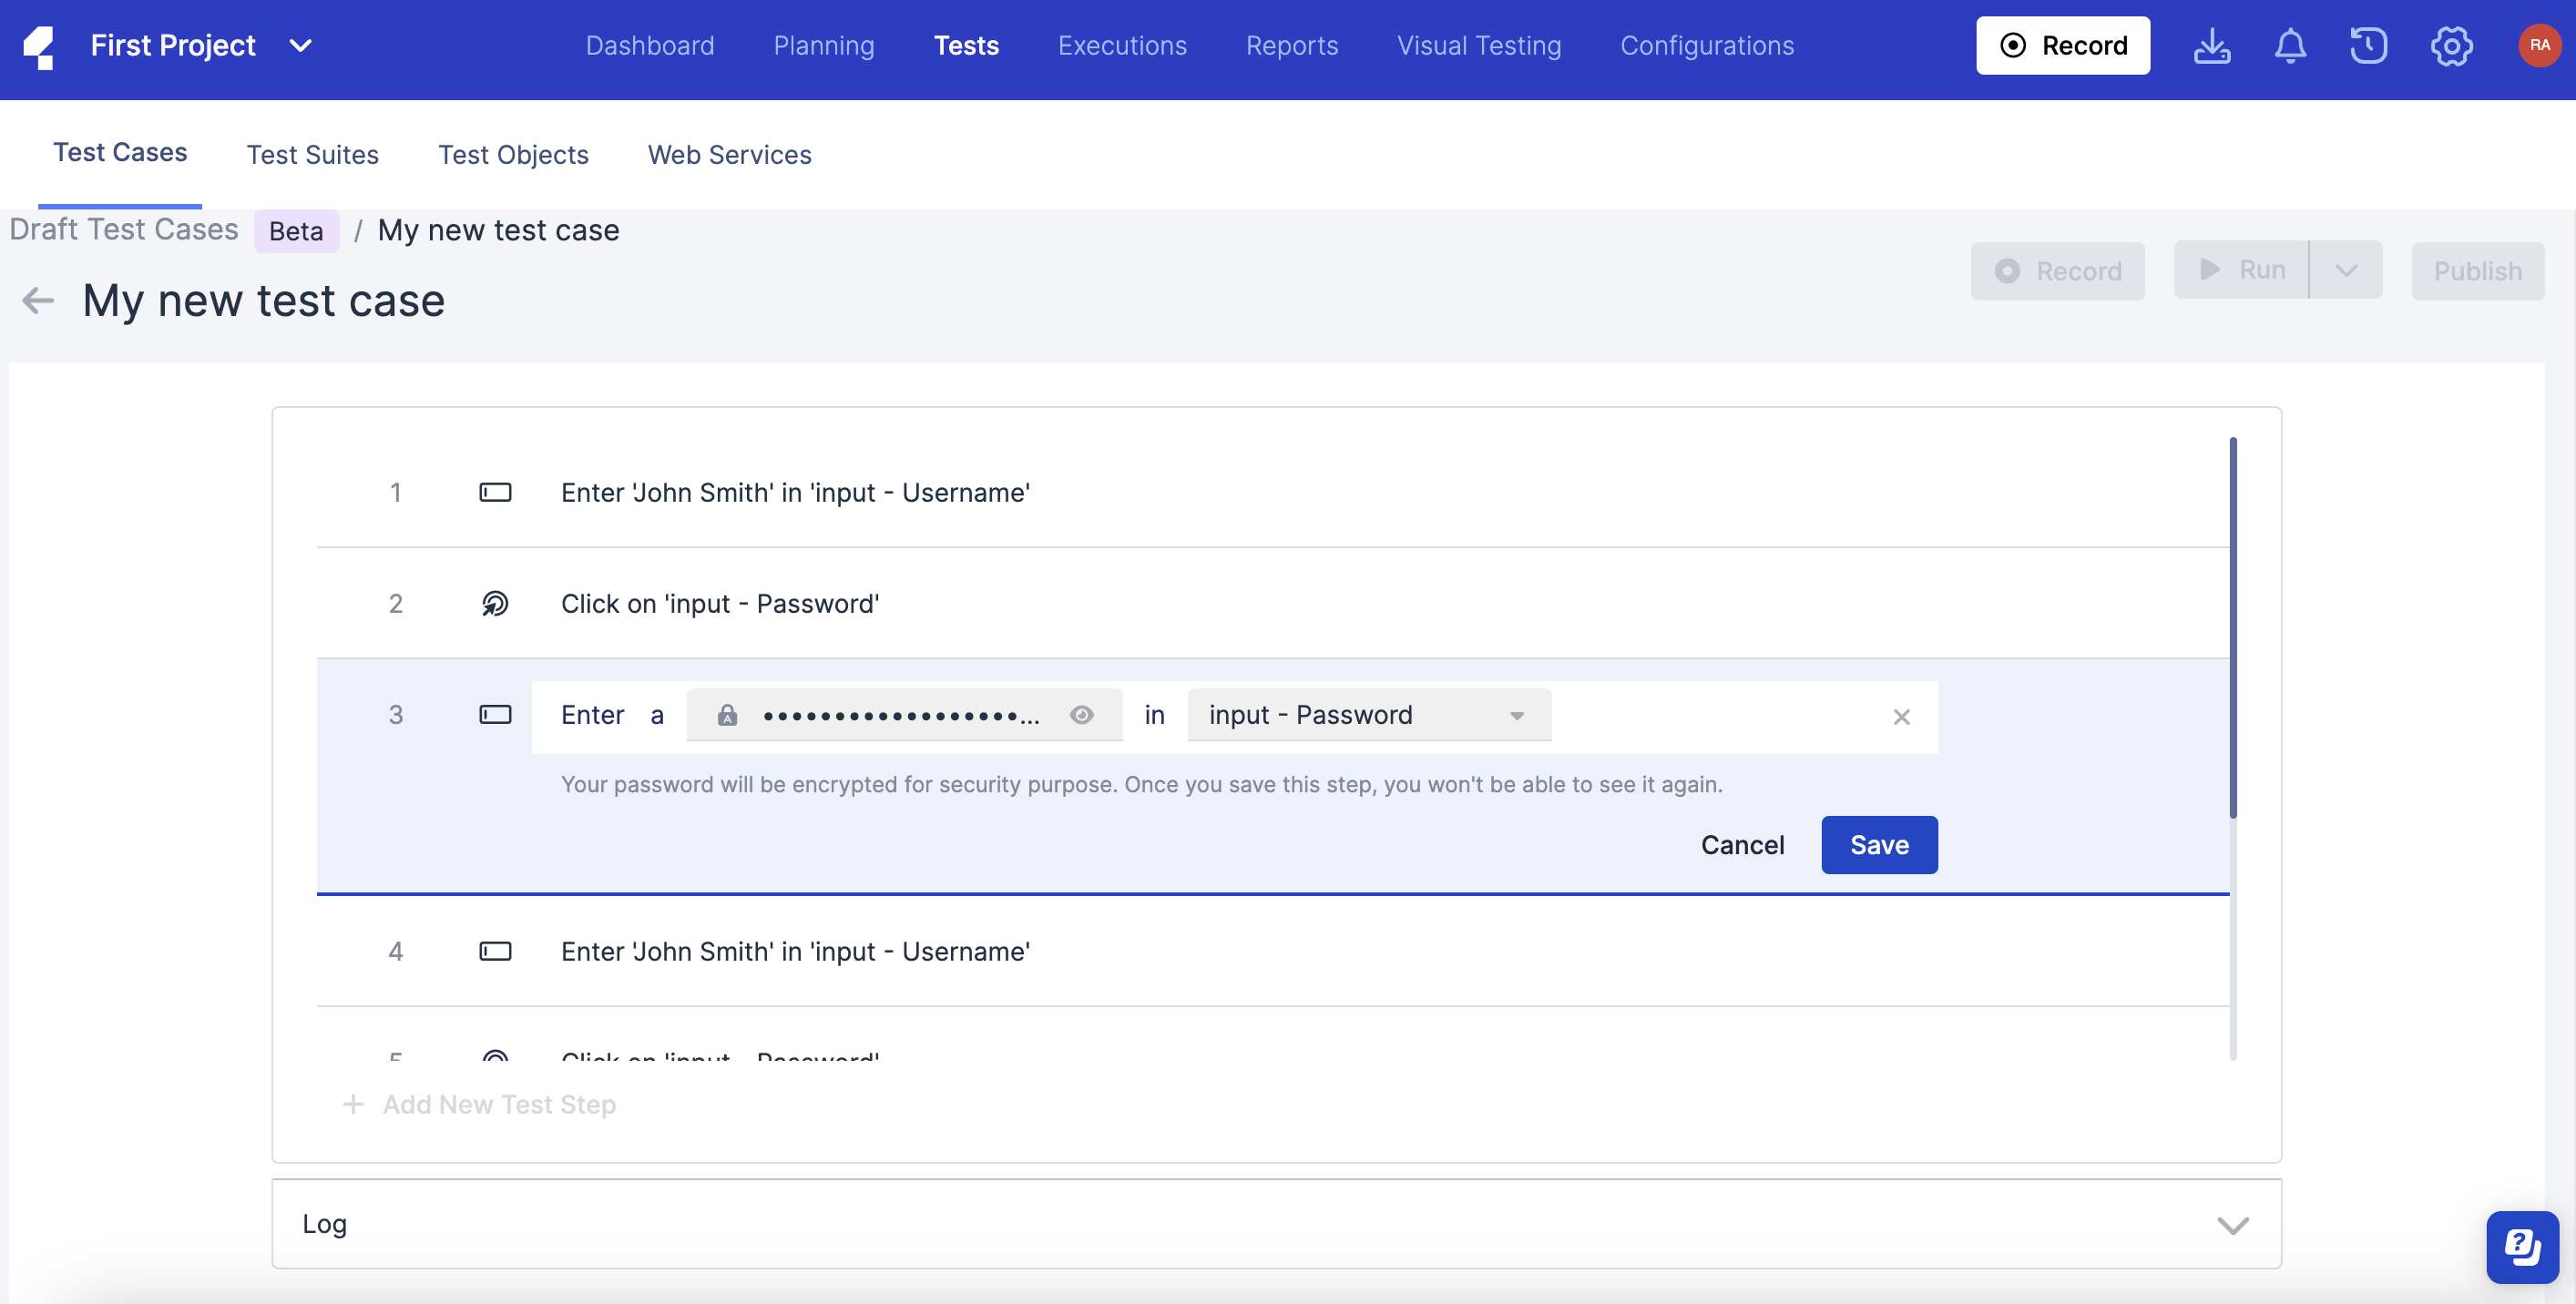 First Project
Dashboard Planning Tests Executions Reports Visual Testing Configurations
Record
RA
Test Cases Test Suites Test Objects Web Services
Draft Test Cases Beta / My new test case
My new test case
Record Run Publish
1 Enter 'John Smith' in 'input - Username'
2 Click on 'input - Password'
3 Enter a ••••••••••••••••••... in input - Password
Your password will be encrypted for security purpose. Once you save this step, you won't be able to see it again.
Cancel Save
4 Enter 'John Smith' in 'input - Username'
5 Click on 'input - Password'
+ Add New Test Step
Log